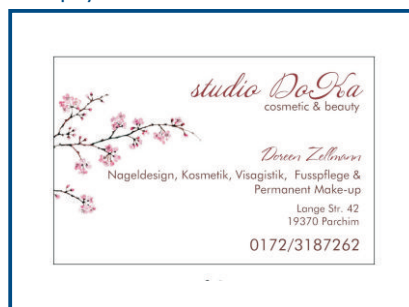 studio DoKa
cosmetic & beauty
Doreen Zellmann
Nageldesign, Kosmetik, Visagistik, Fusspflege &
Permanent Make-up
Lange Str. 42
19370 Parchim
0172/3187262